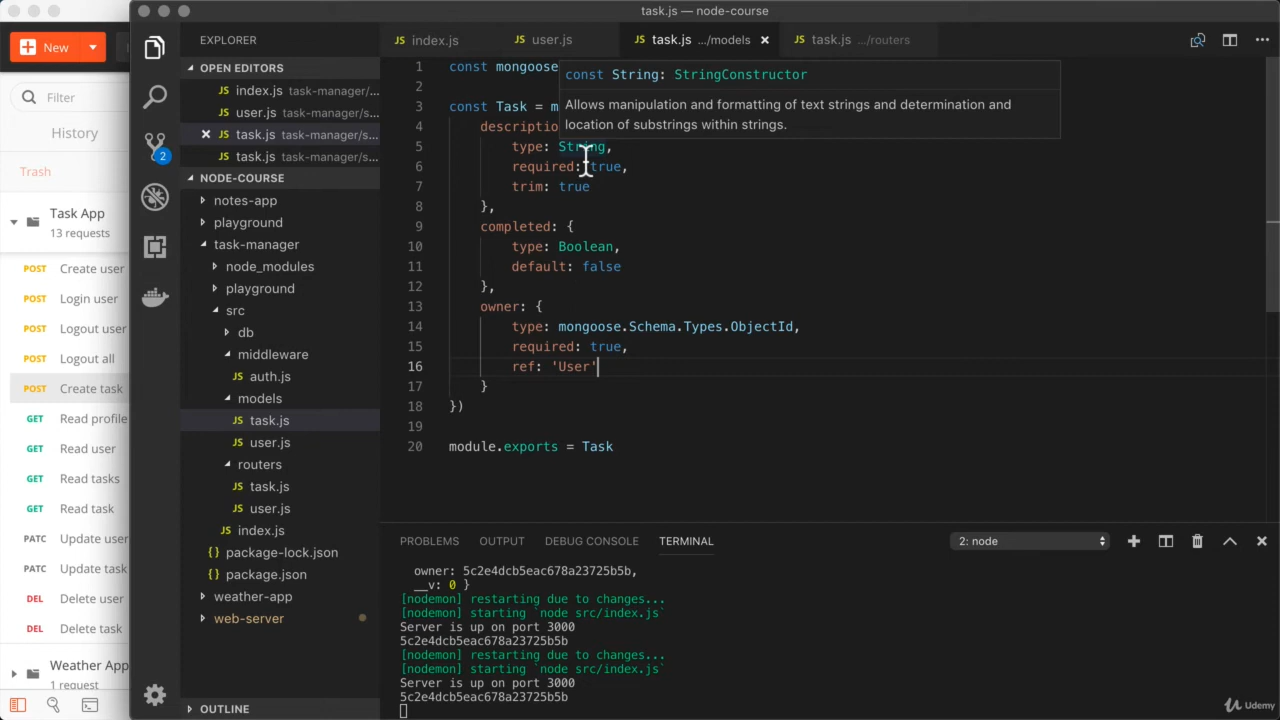 task.js — node-course
New
Filter
History
Trash
Task App
13 requests
POST Create user
POST Login user
POST Logout user
POST Logout all
POST Create task
GET Read profile
GET Read user
GET Read tasks
GET Read task
PATC Update user
PATC Update task
DEL Delete user
DEL Delete task
Weather App
1 request
EXPLORER
OPEN EDITORS
JS index.js task-manager/...
JS user.js task-manager/s...
JS task.js task-manager/s...
JS task.js task-manager/s...
NODE-COURSE
notes-app
playground
task-manager
node_modules
playground
src
db
middleware
JS auth.js
models
JS task.js
JS user.js
routers
JS task.js
JS user.js
JS index.js
{} package-lock.json
{} package.json
weather-app
web-server
OUTLINE
2
JS index.js JS user.js JS task.js .../models JS task.js .../routers
1 const mongoose
const String: StringConstructor
Allows manipulation and formatting of text strings and determination and
location of substrings within strings.
2
3 const Task = m
4 descriptio
5 type: String,
6 required: true,
7 trim: true
8 },
9 completed: {
10 type: Boolean,
11 default: false
12 },
13 owner: {
14 type: mongoose.Schema.Types.ObjectId,
15 required: true,
16 ref: 'User'
17 }
18 })
19
20 module.exports = Task
PROBLEMS OUTPUT DEBUG CONSOLE TERMINAL 2: node
owner: 5c2e4dcb5eac678a23725b5b,
__v: 0 }
[nodemon] restarting due to changes...
[nodemon] starting `node src/index.js`
Server is up on port 3000
5c2e4dcb5eac678a23725b5b
[nodemon] restarting due to changes...
[nodemon] starting `node src/index.js`
Server is up on port 3000
5c2e4dcb5eac678a23725b5b
Udemy